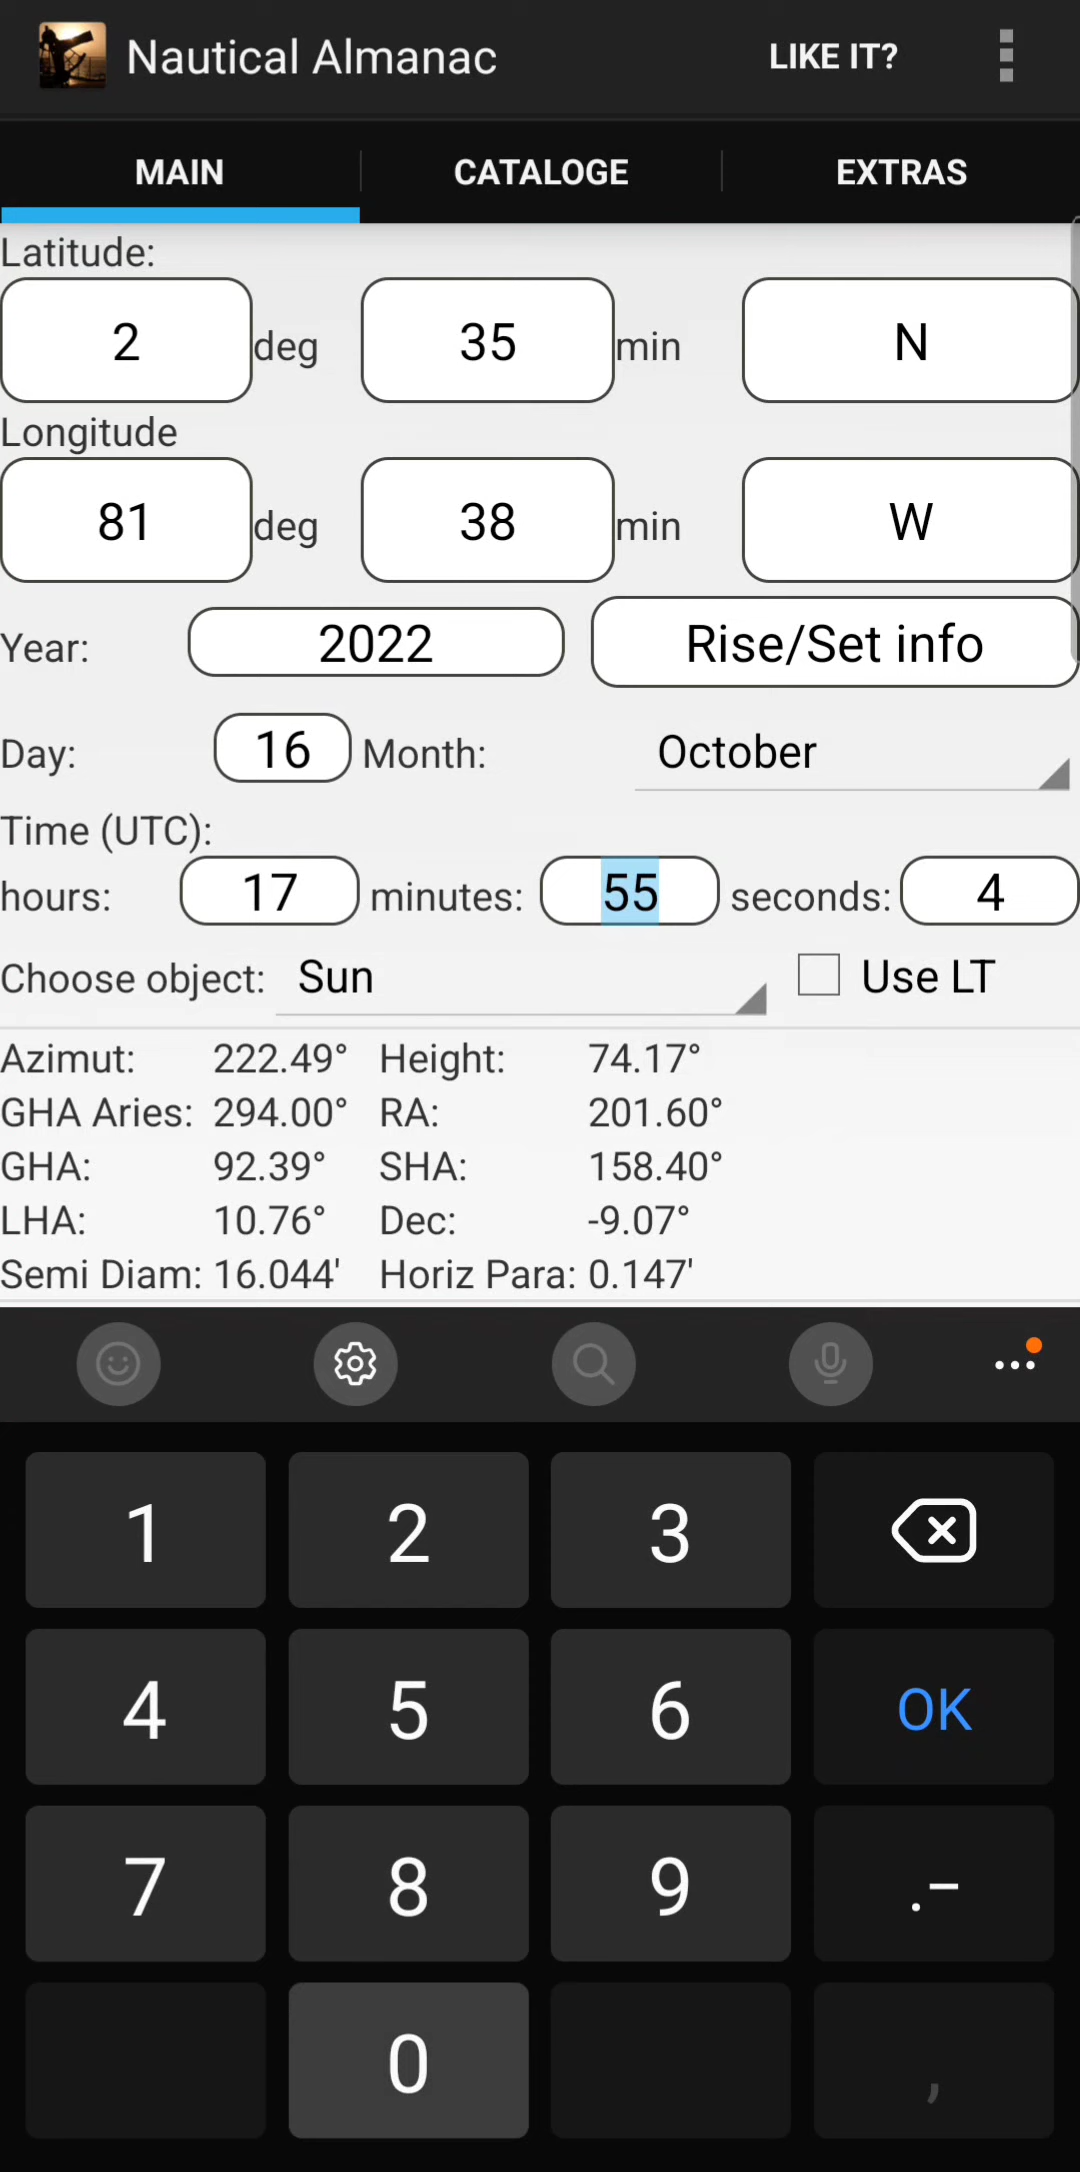 Nautical Almanac LIKE IT?
MAIN CATALOGE EXTRAS
Latitude:
2 deg 35 min N
Longitude
81 deg 38 min W
Year: 2022 Rise/Set info
Day: 16 Month: October
Time (UTC):
hours: 17 minutes: 55 seconds: 4
Choose object: Sun Use LT
Azimut: 222.49° Height: 74.17°
GHA Aries: 294.00° RA: 201.60°
GHA: 92.39° SHA: 158.40°
LHA: 10.76° Dec: -9.07°
Semi Diam: 16.044' Horiz Para: 0.147'
1 2 3
4 5 6 OK
7 8 9 .-
0 ,